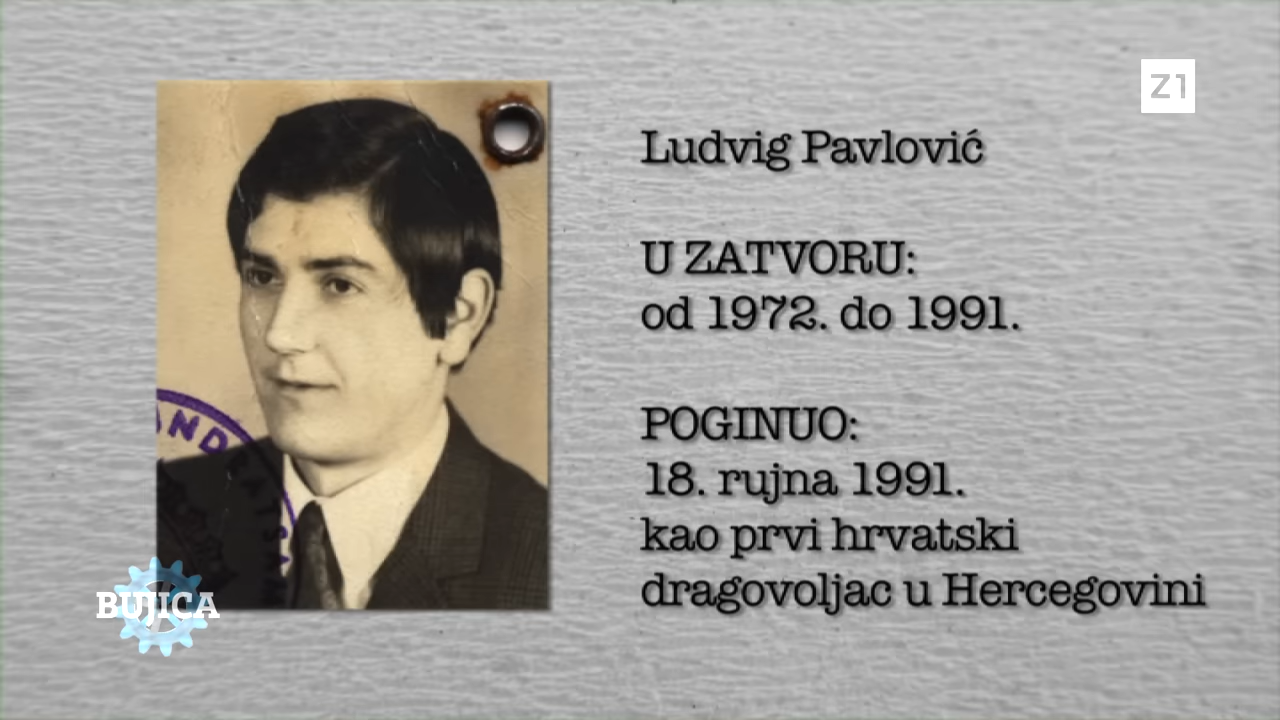 Z1
Ludvig Pavlović
U ZATVORU:
od 1972. do 1991.
POGINUO:
18. rujna 1991.
kao prvi hrvatski
dragovoljac u Hercegovini
BUJICA